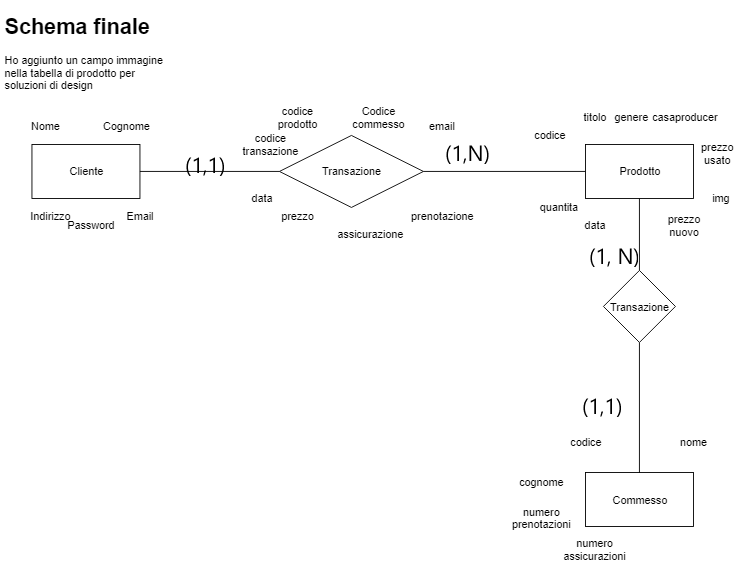 Schema finale
Ho aggiunto un campo immagine
nella tabella di prodotto per
soluzioni di design
Nome
Cognome
Cliente
Indirizzo
Password
Email
(1,1)
codice
prodotto
Codice
commesso
email
codice
transazione
Transazione
data
prezzo
assicurazione
prenotazione
(1,N)
titolo genere casaproducer
codice
prezzo
usato
Prodotto
img
quantita
data
prezzo
nuovo
(1, N)
Transazione
(1,1)
codice
nome
cognome
Commesso
numero
prenotazioni
numero
assicurazioni